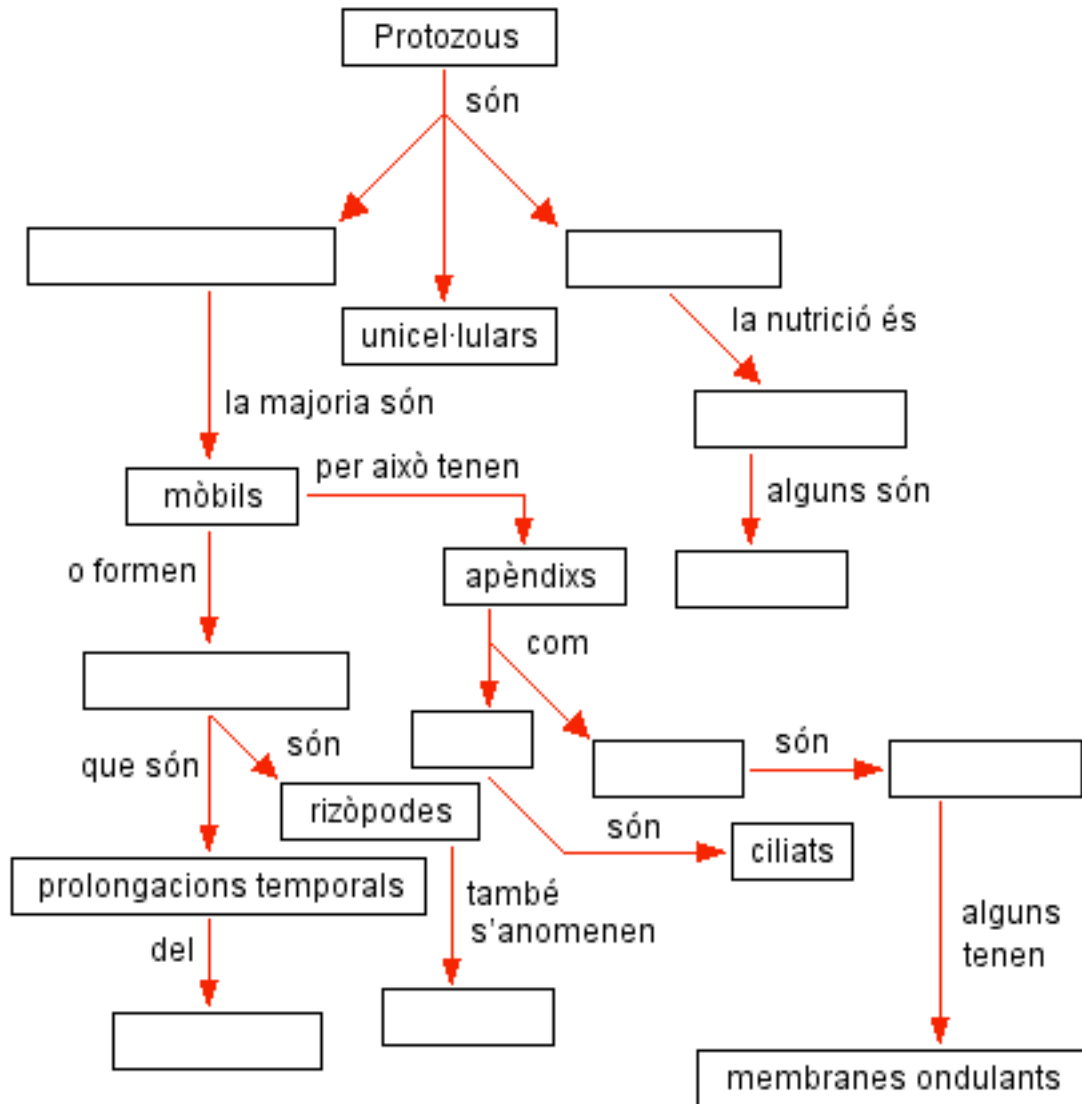 Protozous
són
unicel·lulars
la nutrició és
la majoria són
per això tenen
mòbils
alguns són
o formen
apèndixs
com
són
que són
són
rizòpodes
són
ciliats
prolongacions temporals
també
s'anomenen
alguns
tenen
del
membranes ondulants